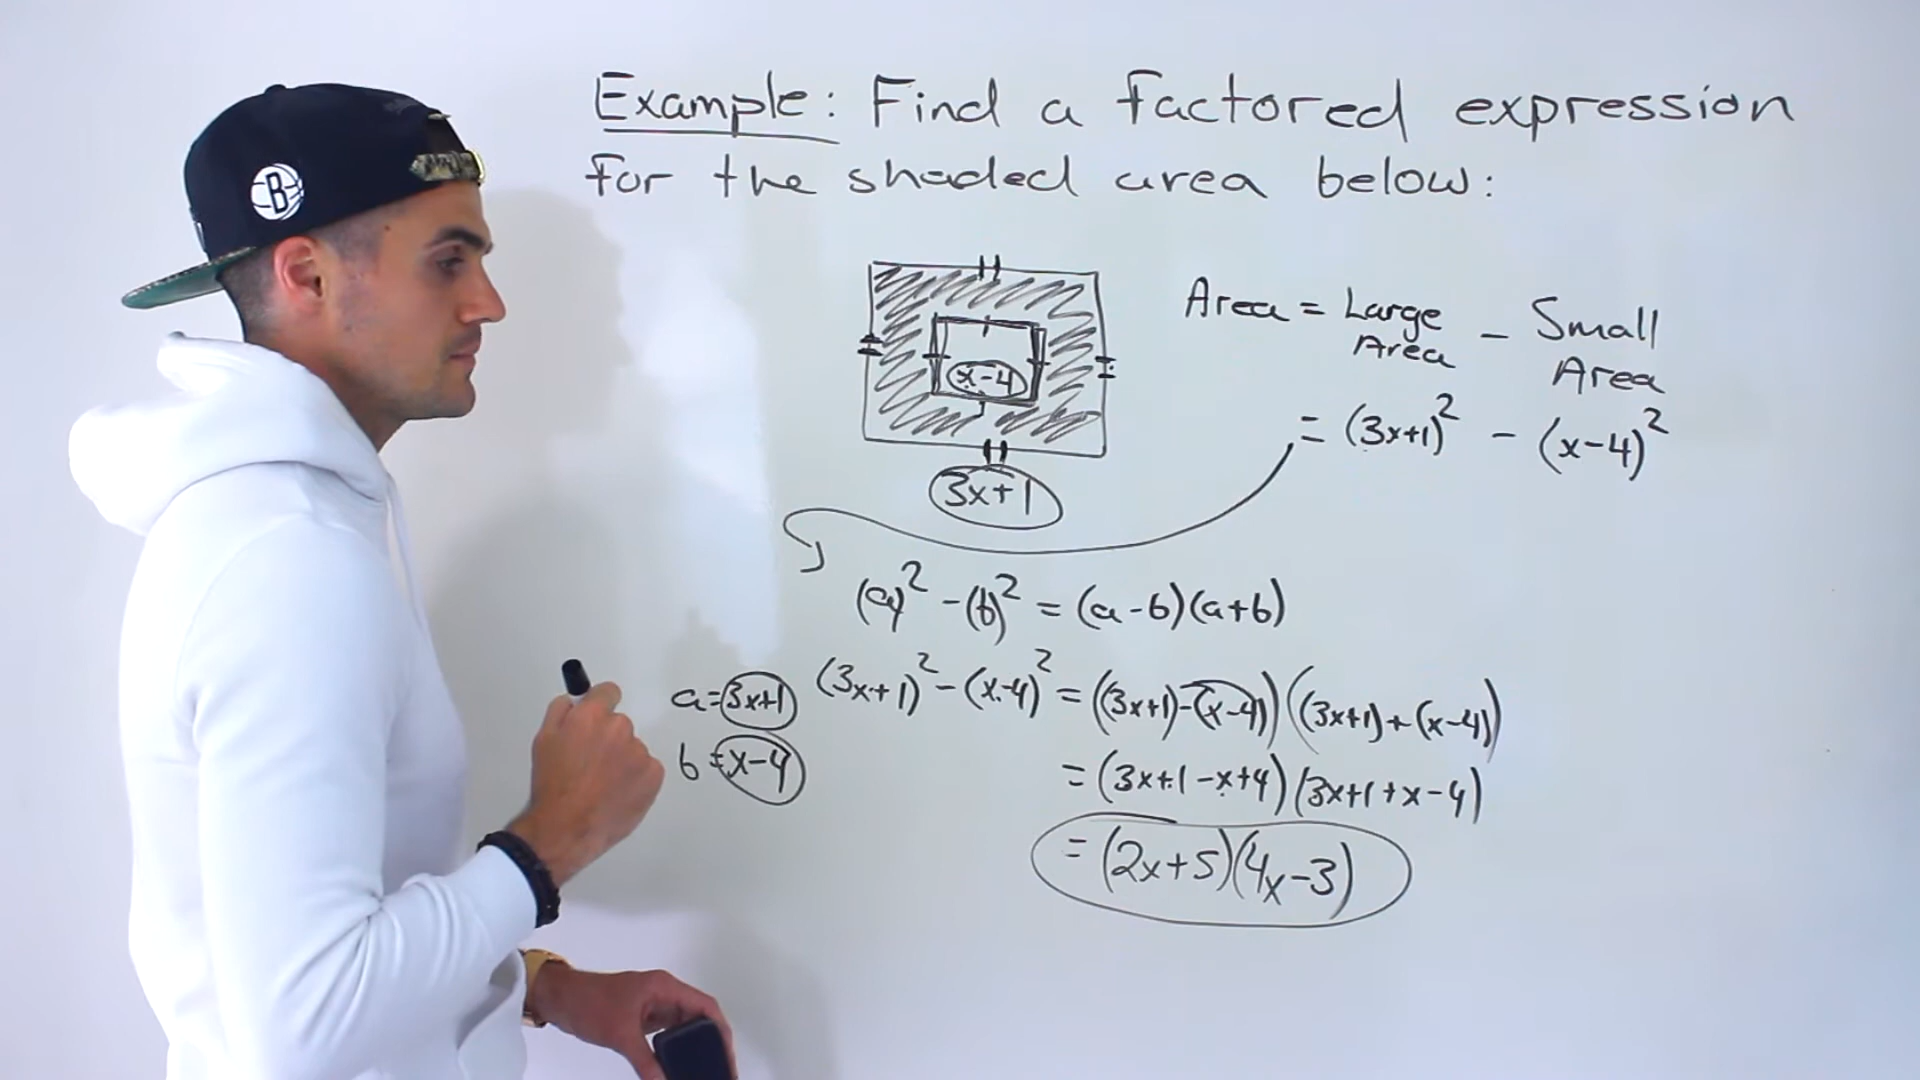 Example: Find a factored expression
for the shaded area below:
B
x-4
3x+1
Area = Large Area - Small Area
= (3x+1)² - (x-4)²
(a)² - (b)² = (a-b)(a+b)
a=3x+1
b=x-4
(3x+1)² - (x-4)² = ((3x+1)-(x-4))((3x+1)+(x-4))
= (3x+1-x+4)(3x+1+x-4)
= (2x+5)(4x-3)